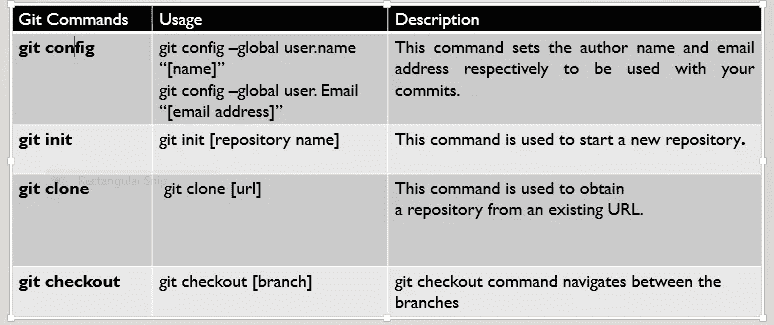 Git Commands Usage Description
git config git config –global user.name This command sets the author name and email
“[name]” address respectively to be used with your
git config –global user. Email commits.
“[email address]”
git init git init [repository name] This command is used to start a new repository.
Rectangular S
git clone git clone [url] This command is used to obtain
a repository from an existing URL.
git checkout git checkout [branch] git checkout command navigates between the
branches